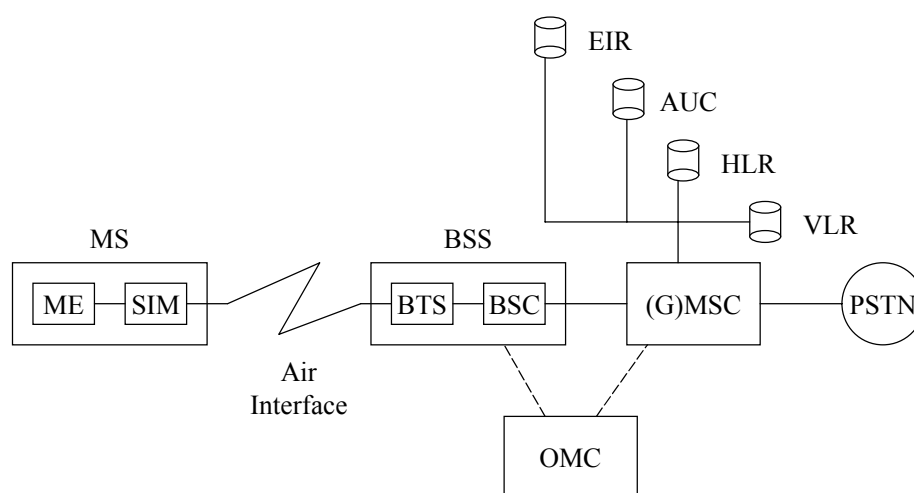 EIR
AUC
HLR
VLR
MS
BSS
ME
SIM
BTS
BSC
(G)MSC
PSTN
Air
Interface
OMC